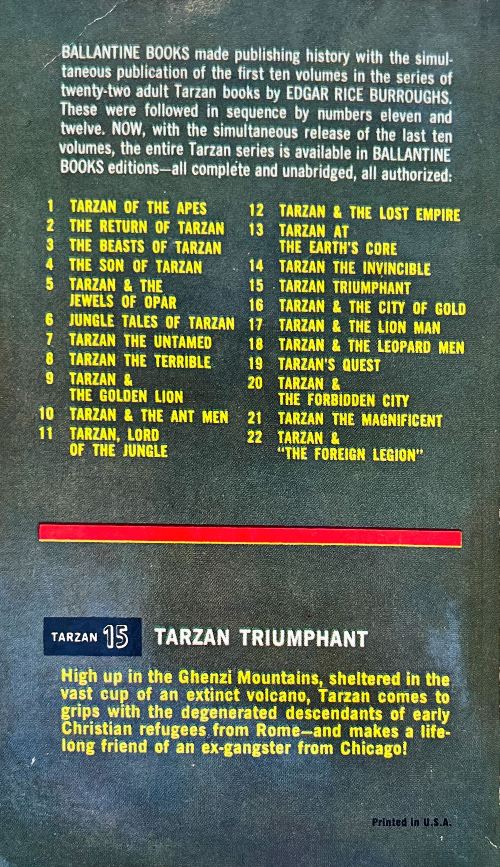 BALLANTINE BOOKS made publishing history with the simul-
taneous publication of the first ten volumes in the series of
twenty-two adult Tarzan books by EDGAR RICE BURROUGHS.
These were followed in sequence by numbers eleven and
twelve. NOW, with the simultaneous release of the last ten
volumes, the entire Tarzan series is available in BALLANTINE
BOOKS editions—all complete and unabridged, all authorized:
1 TARZAN OF THE APES
2 THE RETURN OF TARZAN
3 THE BEASTS OF TARZAN
4 THE SON OF TARZAN
5 TARZAN & THE
JEWELS OF OPAR
6 JUNGLE TALES OF TARZAN
7 TARZAN THE UNTAMED
8 TARZAN THE TERRIBLE
9 TARZAN &
THE GOLDEN LION
10 TARZAN & THE ANT MEN
11 TARZAN, LORD
OF THE JUNGLE
12 TARZAN & THE LOST EMPIRE
13 TARZAN AT
THE EARTH'S CORE
14 TARZAN THE INVINCIBLE
15 TARZAN TRIUMPHANT
16 TARZAN & THE CITY OF GOLD
17 TARZAN & THE LION MAN
18 TARZAN & THE LEOPARD MEN
19 TARZAN'S QUEST
20 TARZAN &
THE FORBIDDEN CITY
21 TARZAN THE MAGNIFICENT
22 TARZAN &
"THE FOREIGN LEGION"
TARZAN 15 TARZAN TRIUMPHANT
High up in the Ghenzi Mountains, sheltered in the
vast cup of an extinct volcano, Tarzan comes to
grips with the degenerated descendants of early
Christian refugees from Rome—and makes a life-
long friend of an ex-gangster from Chicago!
Printed in U.S.A.